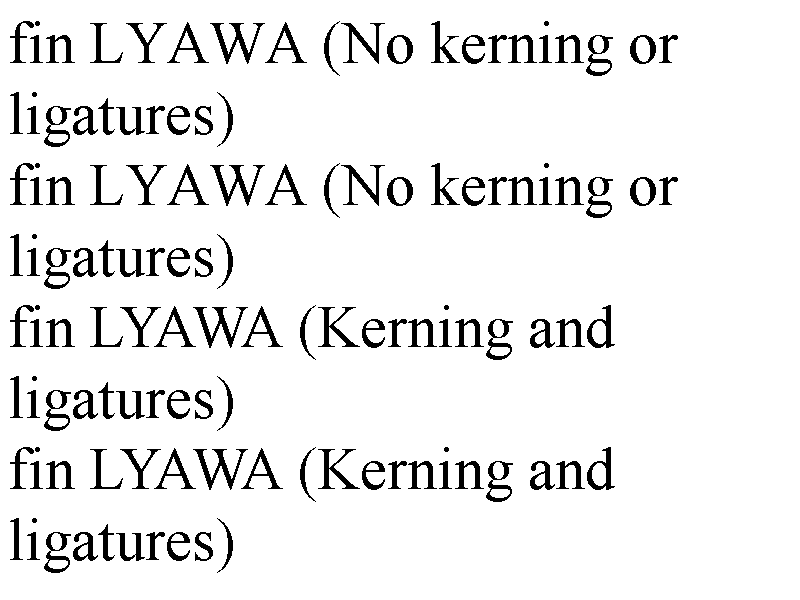 fin LYAWA (No kerning or
ligatures)
fin LYAWA (No kerning or
ligatures)
fin LYAWA (Kerning and
ligatures)
fin LYAWA (Kerning and
ligatures)